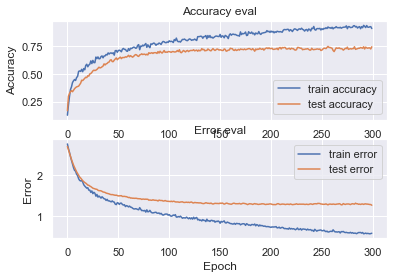 Accuracy eval
Accuracy
0.75
0.50
0.25
train accuracy
test accuracy
0 50 100 150 200 250 300
Error eval
Error
2
1
train error
test error
0 50 100 150 200 250 300
Epoch